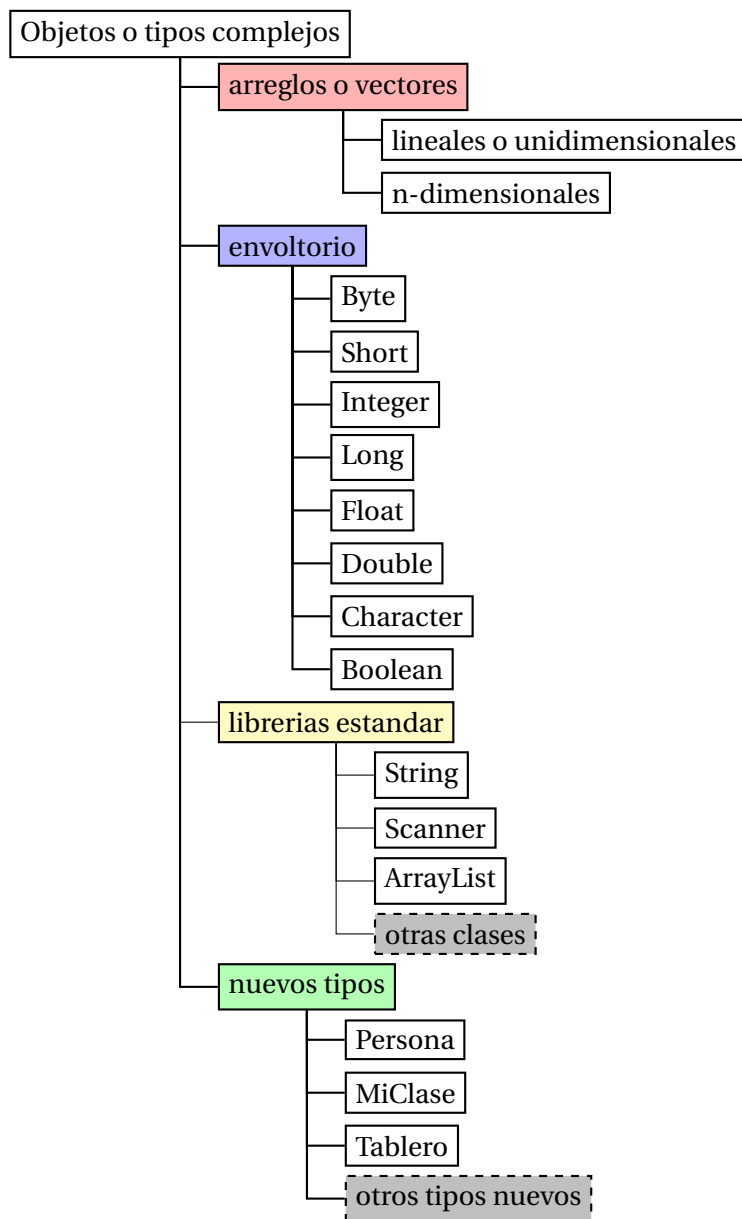 Objetos o tipos complejos
arreglos o vectores
lineales o unidimensionales
n-dimensionales
envoltorio
Byte
Short
Integer
Long
Float
Double
Character
Boolean
librerias estandar
String
Scanner
ArrayList
otras clases
nuevos tipos
Persona
MiClase
Tablero
otros tipos nuevos